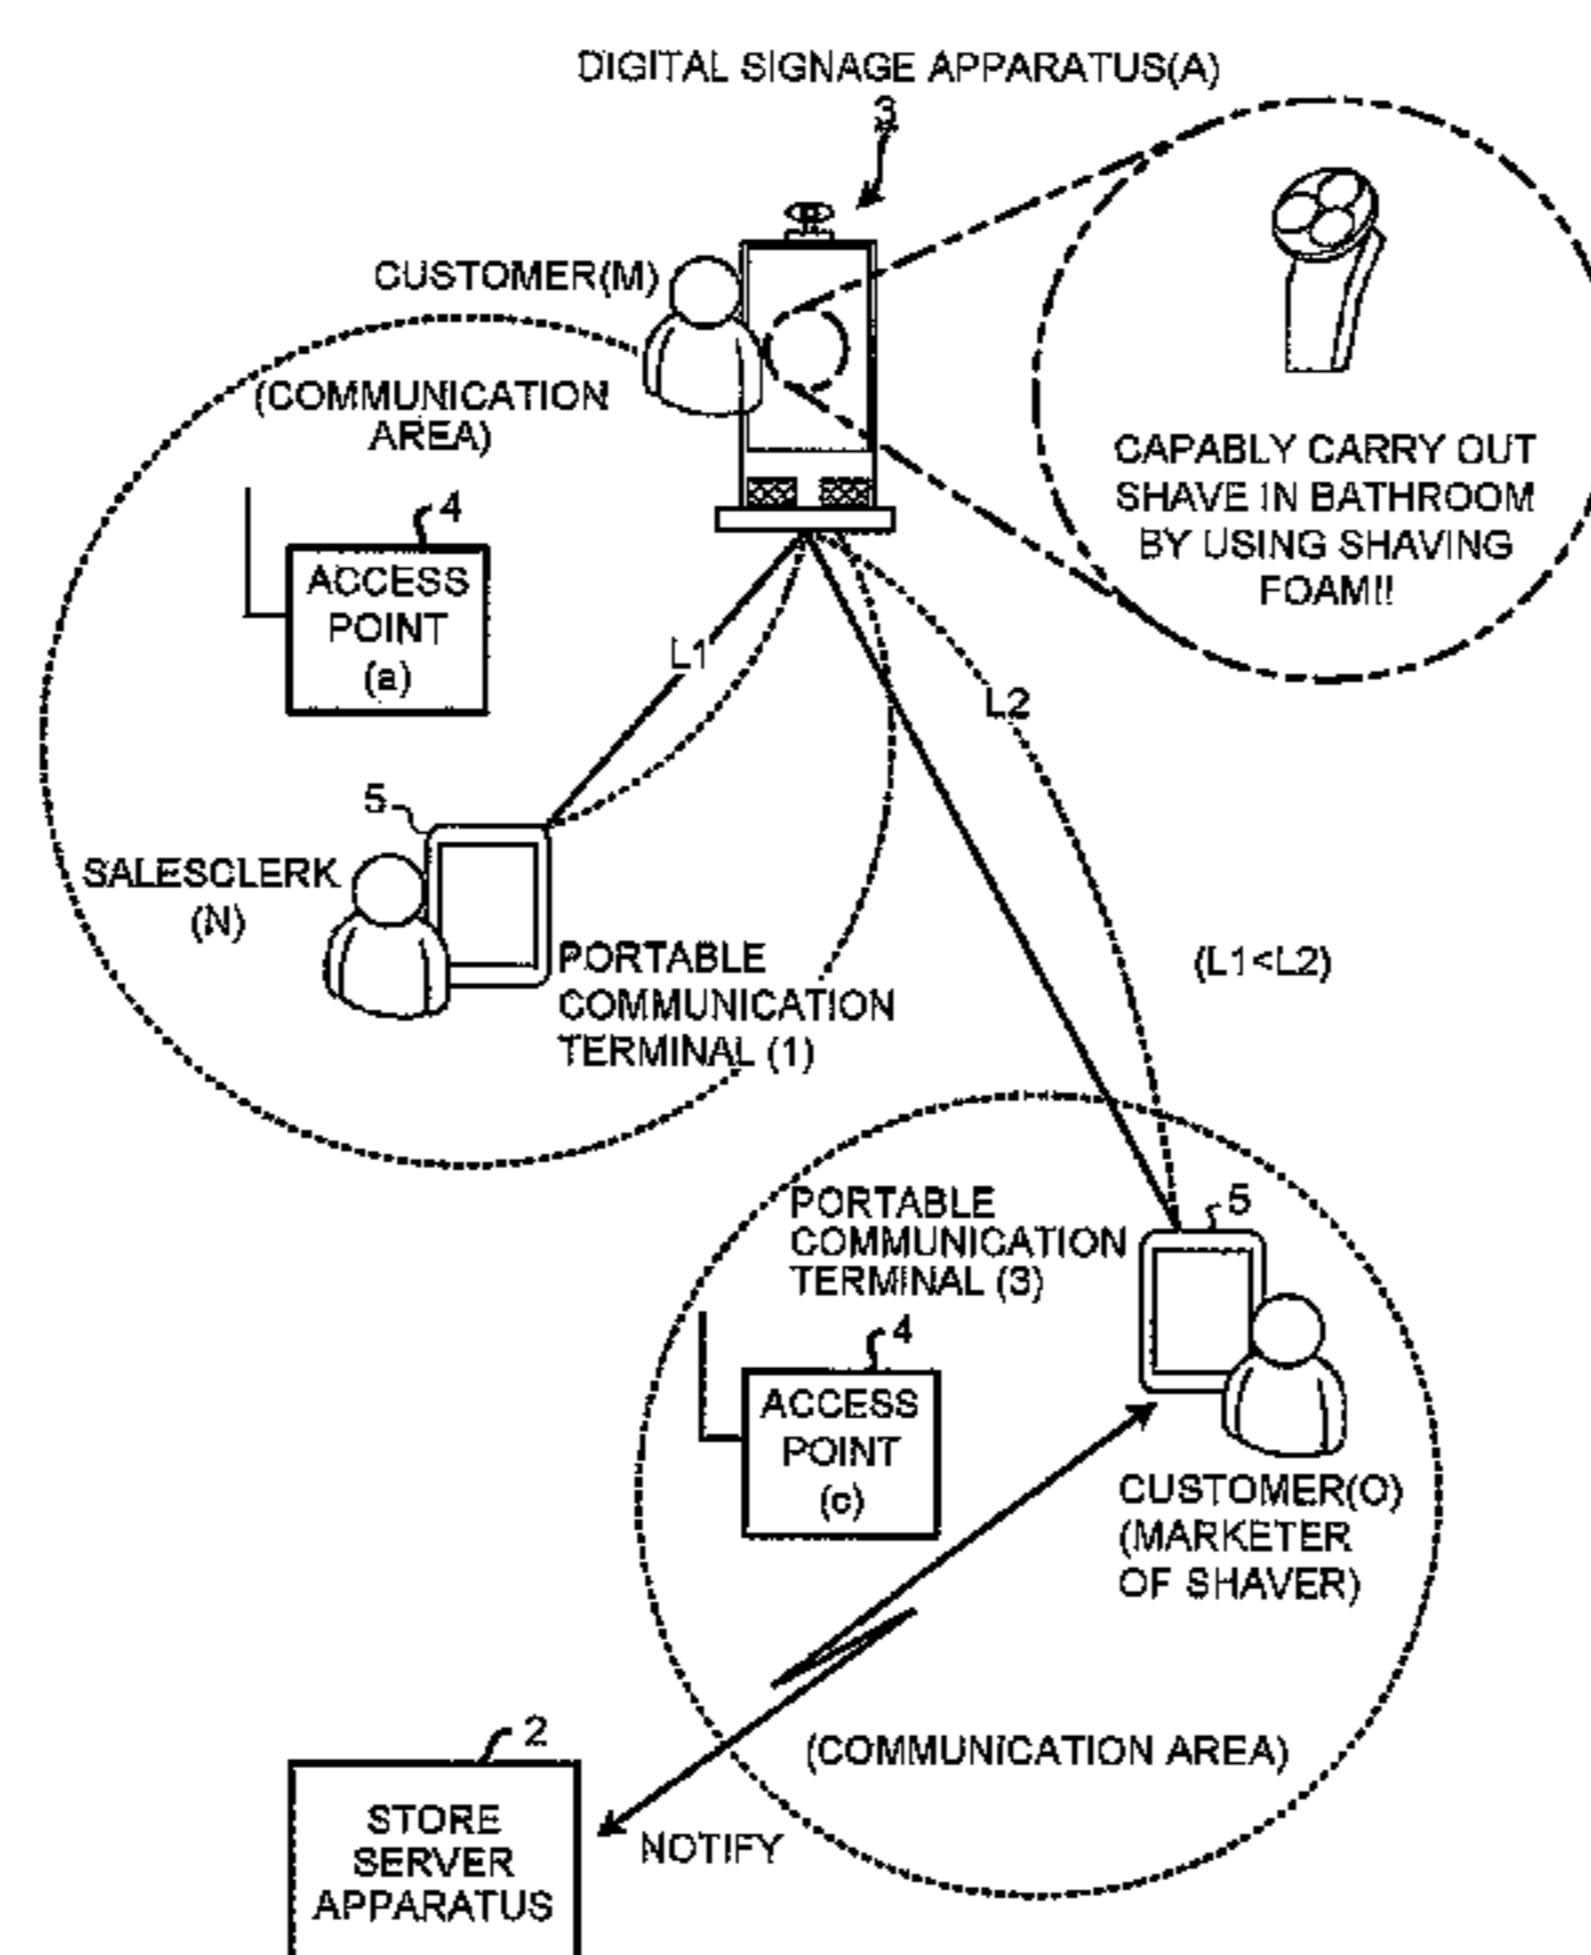 DIGITAL SIGNAGE APPARATUS(A)
3
CUSTOMER(M)
(COMMUNICATION
AREA)
CAPABLY CARRY OUT
SHAVE IN BATHROOM
BY USING SHAVING
FOAM!!
4
ACCESS
POINT
(a)
L1
L2
5
SALESCLERK
(N)
PORTABLE
COMMUNICATION
TERMINAL (1)
(L1<L2)
PORTABLE
COMMUNICATION
TERMINAL (3)
5
4
ACCESS
POINT
(c)
CUSTOMER(O)
(MARKETER
OF SHAVER)
(COMMUNICATION AREA)
2
STORE
SERVER
APPARATUS
NOTIFY